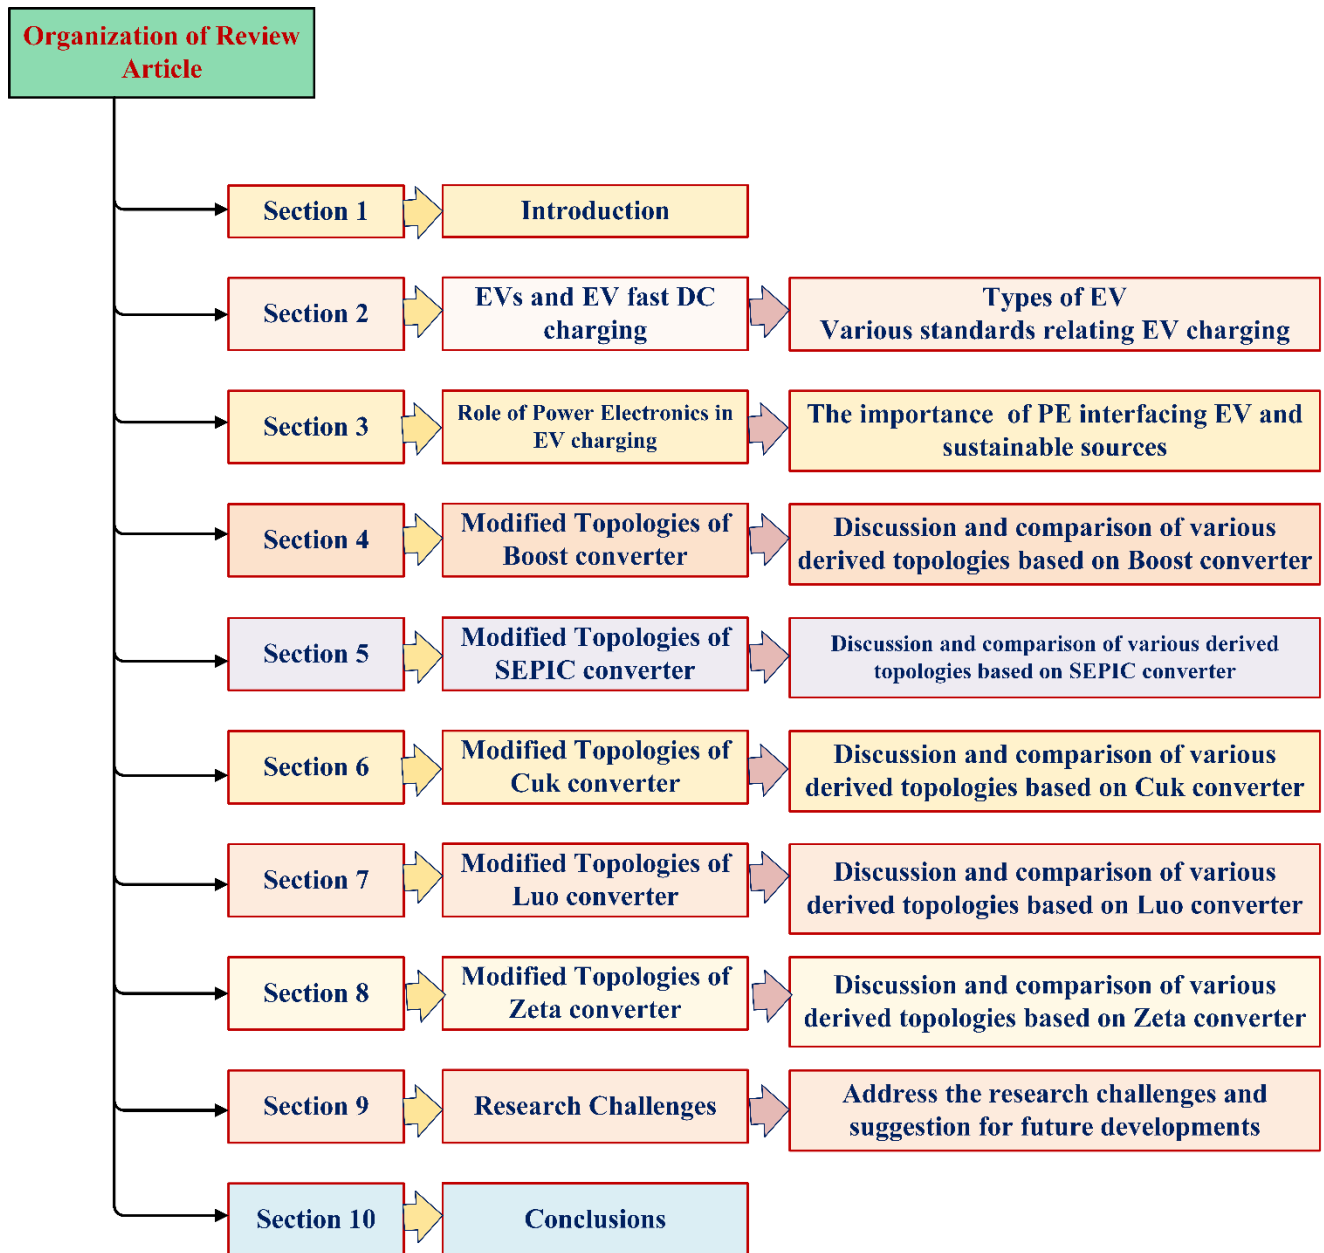 Organization of Review
Article
Section 1
Introduction
Section 2
EVs and EV fast DC
charging
Types of EV
Various standards relating EV charging
Section 3
Role of Power Electronics in
EV charging
The importance of PE interfacing EV and
sustainable sources
Section 4
Modified Topologies of
Boost converter
Discussion and comparison of various
derived topologies based on Boost converter
Section 5
Modified Topologies of
SEPIC converter
Discussion and comparison of various derived
topologies based on SEPIC converter
Section 6
Modified Topologies of
Cuk converter
Discussion and comparison of various
derived topologies based on Cuk converter
Section 7
Modified Topologies of
Luo converter
Discussion and comparison of various
derived topologies based on Luo converter
Section 8
Modified Topologies of
Zeta converter
Discussion and comparison of various
derived topologies based on Zeta converter
Section 9
Research Challenges
Address the research challenges and
suggestion for future developments
Section 10
Conclusions